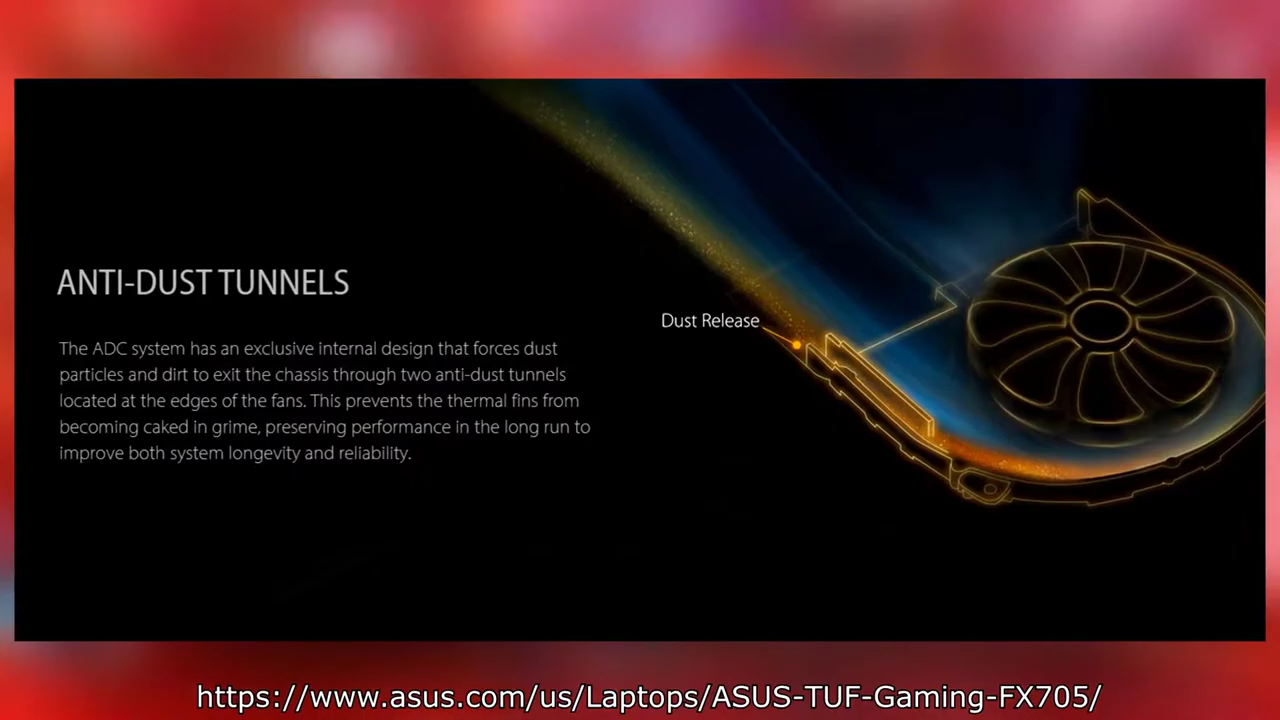 ANTI-DUST TUNNELS
The ADC system has an exclusive internal design that forces dust
particles and dirt to exit the chassis through two anti-dust tunnels
located at the edges of the fans. This prevents the thermal fins from
becoming caked in grime, preserving performance in the long run to
improve both system longevity and reliability.
Dust Release
https://www.asus.com/us/Laptops/ASUS-TUF-Gaming-FX705/